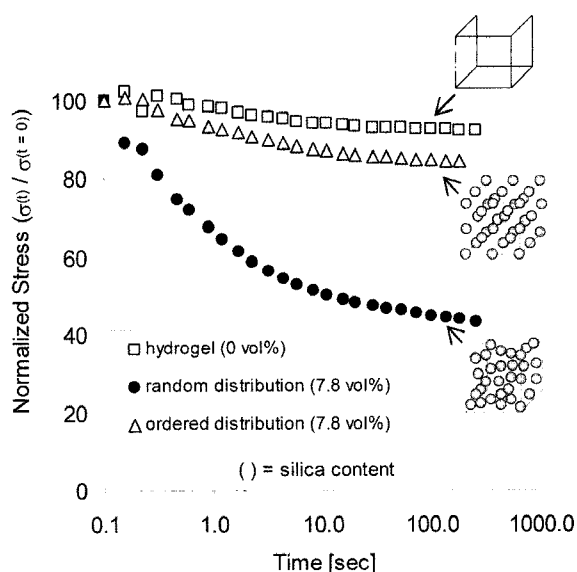 Normalized Stress (σ(t) / σ(t = 0))
100
80
60
40
20
0
□ hydrogel (0 vol%)
● random distribution (7.8 vol%)
△ ordered distribution (7.8 vol%)
( ) = silica content
0.1 1.0 10.0 100.0 1000.0
Time [sec]